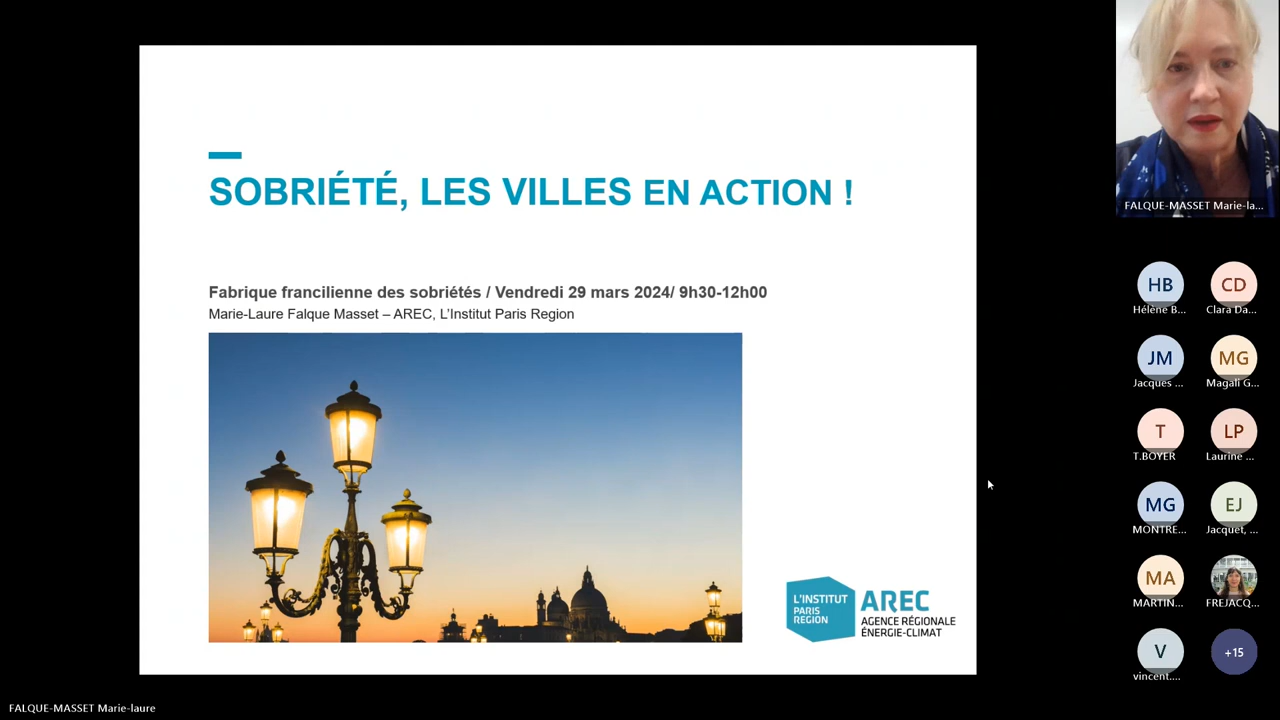 SOBRIÉTÉ, LES VILLES EN ACTION !
Fabrique francilienne des sobriétés / Vendredi 29 mars 2024/ 9h30-12h00
Marie-Laure Falque Masset – AREC, L'Institut Paris Region
L'INSTITUT
PARIS
REGION
AREC
AGENCE RÉGIONALE
ÉNERGIE-CLIMAT
FALQUE-MASSET Marie-la...
HB
Hélène B...
CD
Clara Da...
JM
Jacques ...
MG
Magali G...
T
T.BOYER
LP
Laurine ...
MG
MONTRE...
EJ
Jacquet, ...
MA
MARTIN...
FREJACQ...
V
vincent....
+15
FALQUE-MASSET Marie-laure